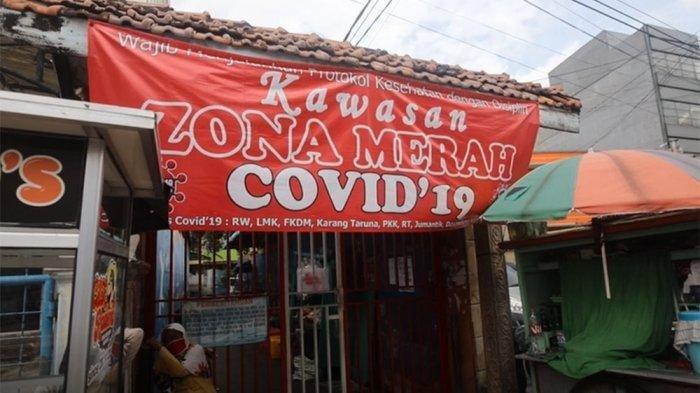 Wajib Menjalankan Protokol Kesehatan dengan Disiplin
Kawasan
ZONA MERAH
COVID'19
Covid'19 : RW, LMK, FKDM, Karang Taruna, PKK, RT, Jumantik,
'S